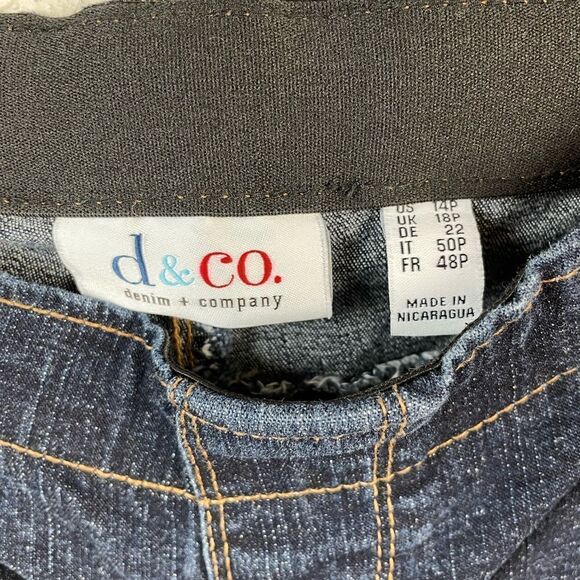 d & co.
denim + company
US 14P
UK 18P
DE 22
IT 50P
FR 48P
MADE IN
NICARAGUA